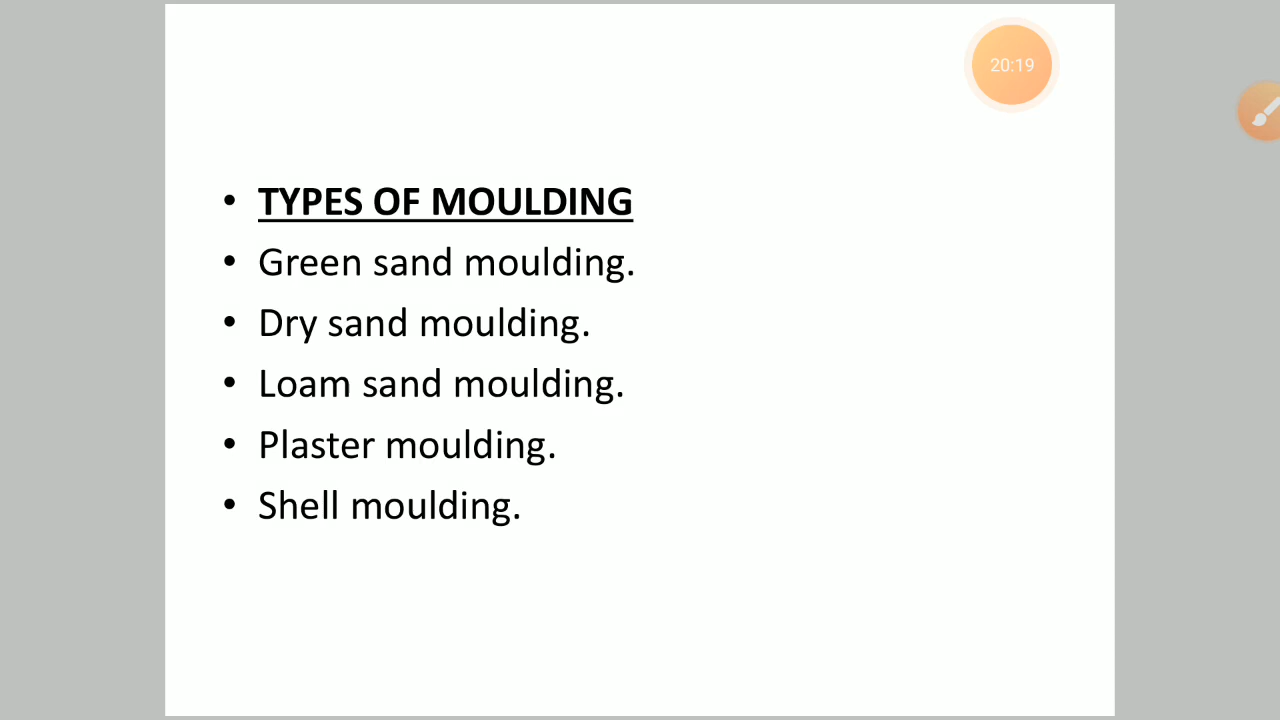 20:19
• TYPES OF MOULDING
• Green sand moulding.
• Dry sand moulding.
• Loam sand moulding.
• Plaster moulding.
• Shell moulding.